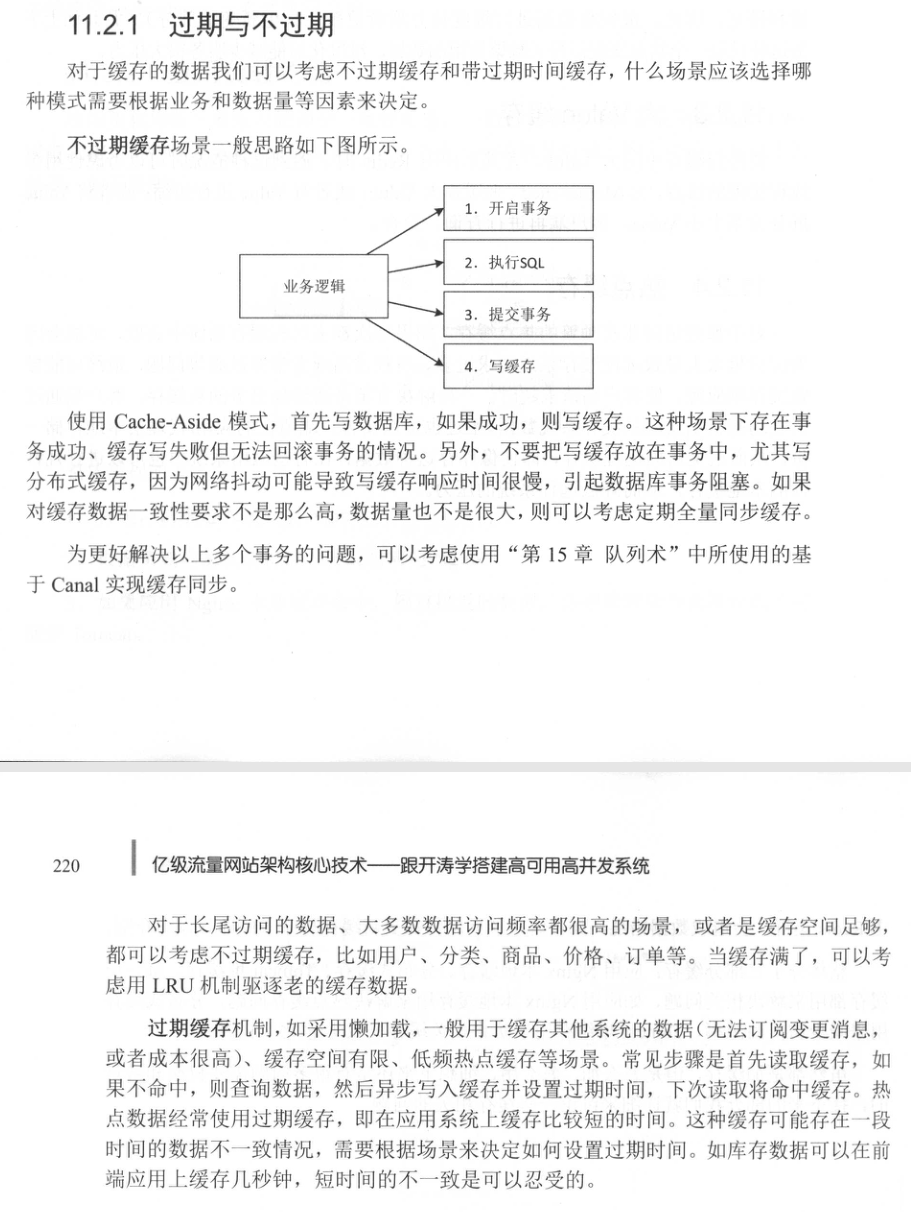 11.2.1 过期与不过期
对于缓存的数据我们可以考虑不过期缓存和带过期时间缓存，什么场景应该选择哪
种模式需要根据业务和数据量等因素来决定。
不过期缓存场景一般思路如下图所示。
1. 开启事务
2. 执行SQL
业务逻辑
3. 提交事务
4. 写缓存
使用 Cache-Aside 模式，首先写数据库，如果成功，则写缓存。这种场景下存在事
务成功、缓存写失败但无法回滚事务的情况。另外，不要把写缓存放在事务中，尤其写
分布式缓存，因为网络抖动可能导致写缓存响应时间很慢，引起数据库事务阻塞。如果
对缓存数据一致性要求不是那么高，数据量也不是很大，则可以考虑定期全量同步缓存。
为更好解决以上多个事务的问题，可以考虑使用“第 15 章 队列术”中所使用的基
于 Canal 实现缓存同步。
220 亿级流量网站架构核心技术——跟开涛学搭建高可用高并发系统
对于长尾访问的数据、大多数数据访问频率都很高的场景，或者是缓存空间足够，
都可以考虑不过期缓存，比如用户、分类、商品、价格、订单等。当缓存满了，可以考
虑用 LRU 机制驱逐老的缓存数据。
过期缓存机制，如采用懒加载，一般用于缓存其他系统的数据（无法订阅变更消息，
或者成本很高）、缓存空间有限、低频热点缓存等场景。常见步骤是首先读取缓存，如
果不命中，则查询数据，然后异步写入缓存并设置过期时间，下次读取将命中缓存。热
点数据经常使用过期缓存，即在应用系统上缓存比较短的时间。这种缓存可能存在一段
时间的数据不一致情况，需要根据场景来决定如何设置过期时间。如库存数据可以在前
端应用上缓存几秒钟，短时间的不一致是可以忍受的。